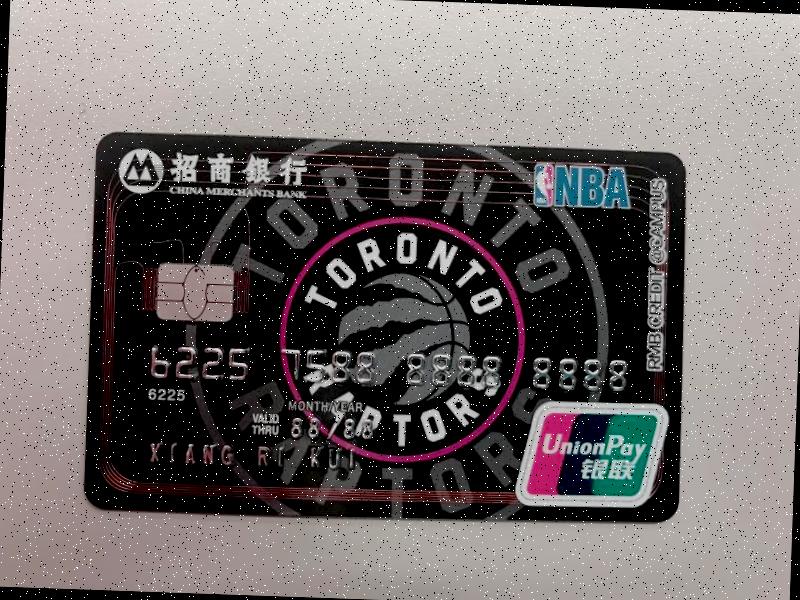 招商银行
CHINA MERCHANTS BANK
NBA
RMB CREDIT @CAMPUS
TORONTO
TORONTO
RAPTORS
RAPTORS
6225 7588 8888 8888
6225
MONTH/YEAR
VALID THRU 88/88
XIANG RI KUI
UnionPay
银联